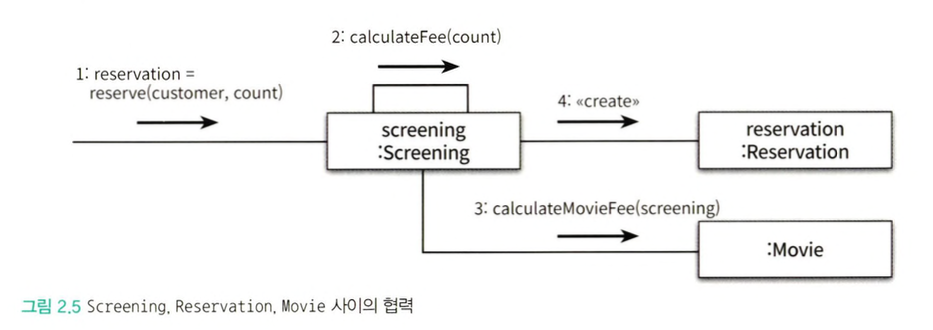 2: calculateFee(count)
1: reservation =
reserve(customer, count)
4: «create»
screening
:Screening
reservation
:Reservation
3: calculateMovieFee(screening)
:Movie
그림 2.5 Screening, Reservation, Movie 사이의 협력